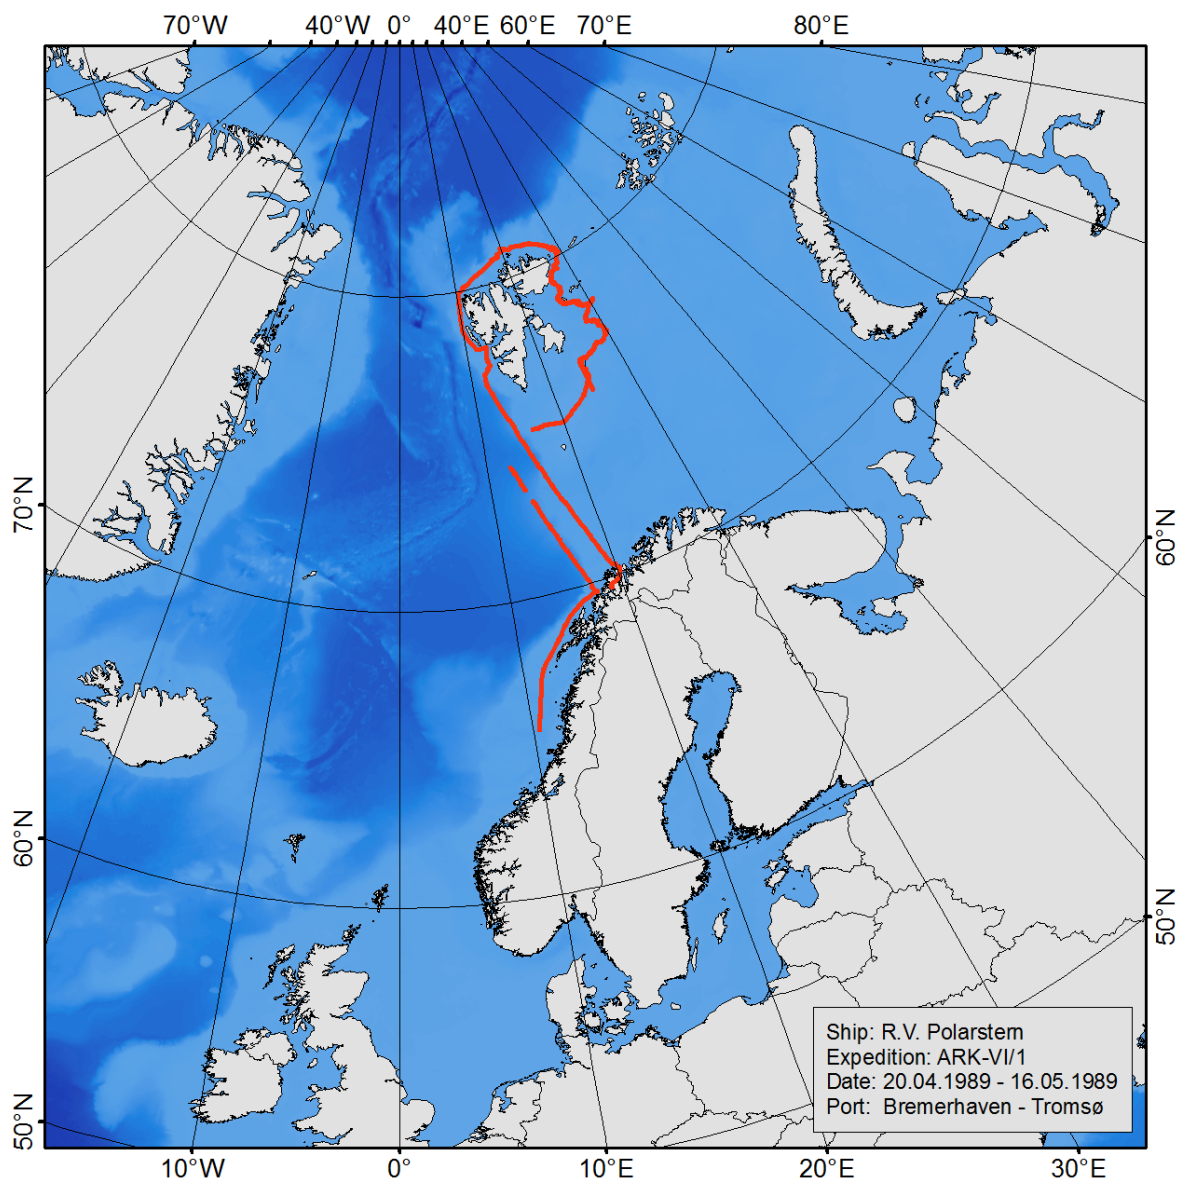 70°W 40°W 0° 40°E 60°E 70°E 80°E
70°N
60°N
60°N
50°N
50°N
Ship: R.V. Polarstern
Expedition: ARK-VI/1
Date: 20.04.1989 - 16.05.1989
Port: Bremerhaven - Tromsø
10°W 0° 10°E 20°E 30°E